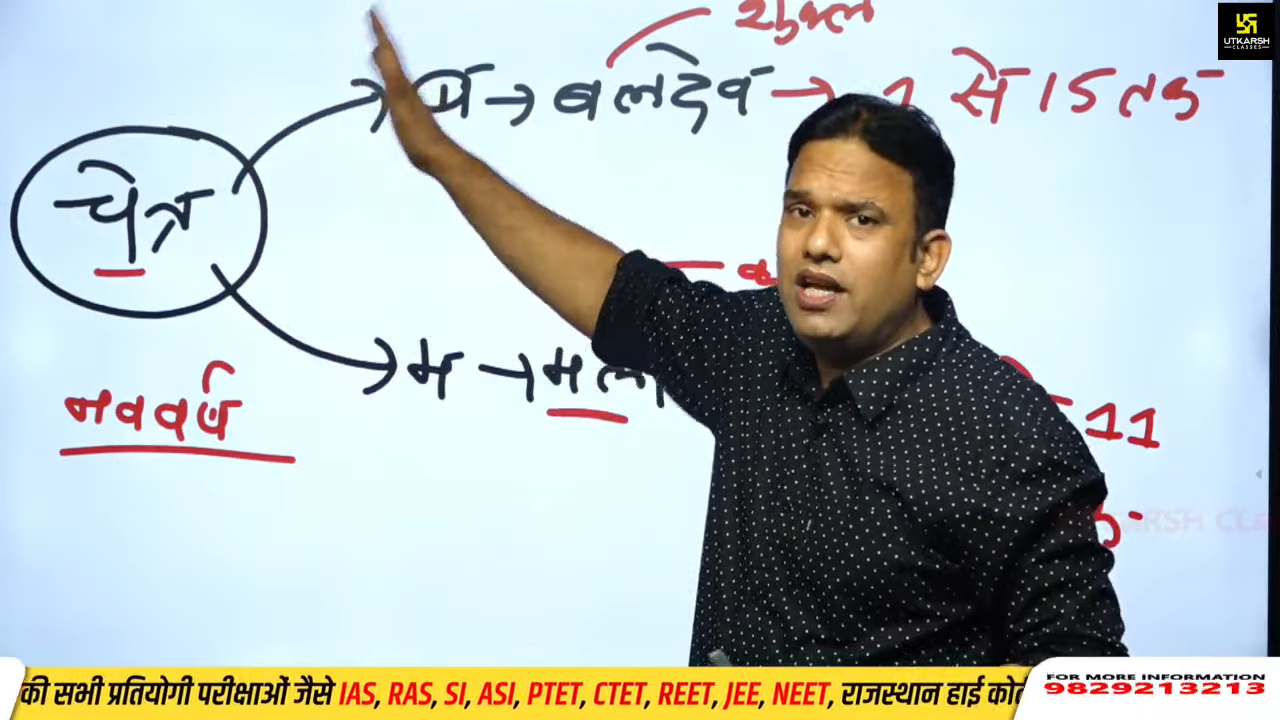 शुक्ल
ब → बलदेव → 1 से 15 तक
चैत्र
म → मल्ल
11
नववर्ष
UTKARSH
CLASSES
की सभी प्रतियोगी परीक्षाओं जैसे IAS, RAS, SI, ASI, PTET, CTET, REET, JEE, NEET, राजस्थान हाई
FOR MORE INFORMATION
9829213213